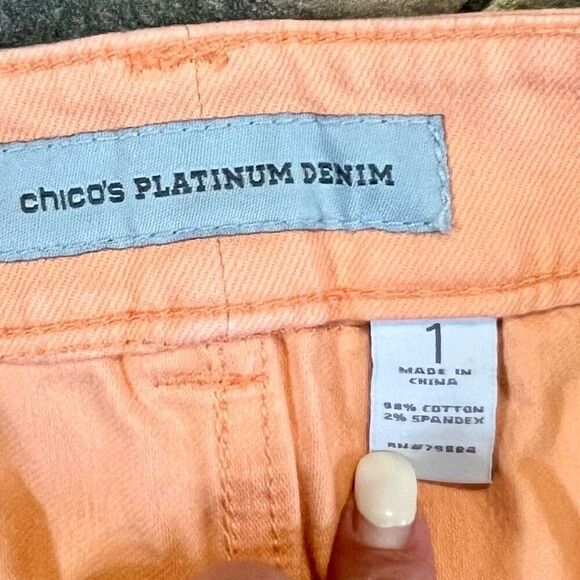 chico's PLATINUM DENIM
1
MADE IN
CHINA
98% COTTON
2% SPANDEX